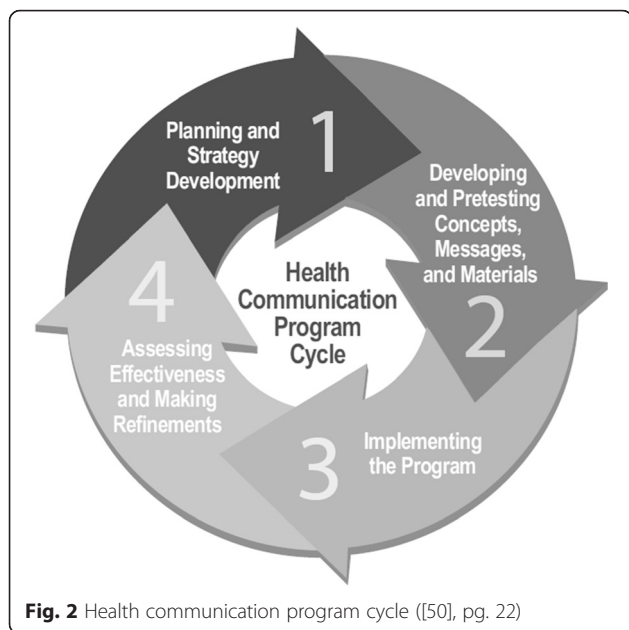 1
Planning and
Strategy
Development
Developing
and Pretesting
Concepts,
Messages,
and Materials
2
Health
Communication
Program
Cycle
3
Implementing
the Program
4
Assessing
Effectiveness
and Making
Refinements
Fig. 2 Health communication program cycle ([50], pg. 22)